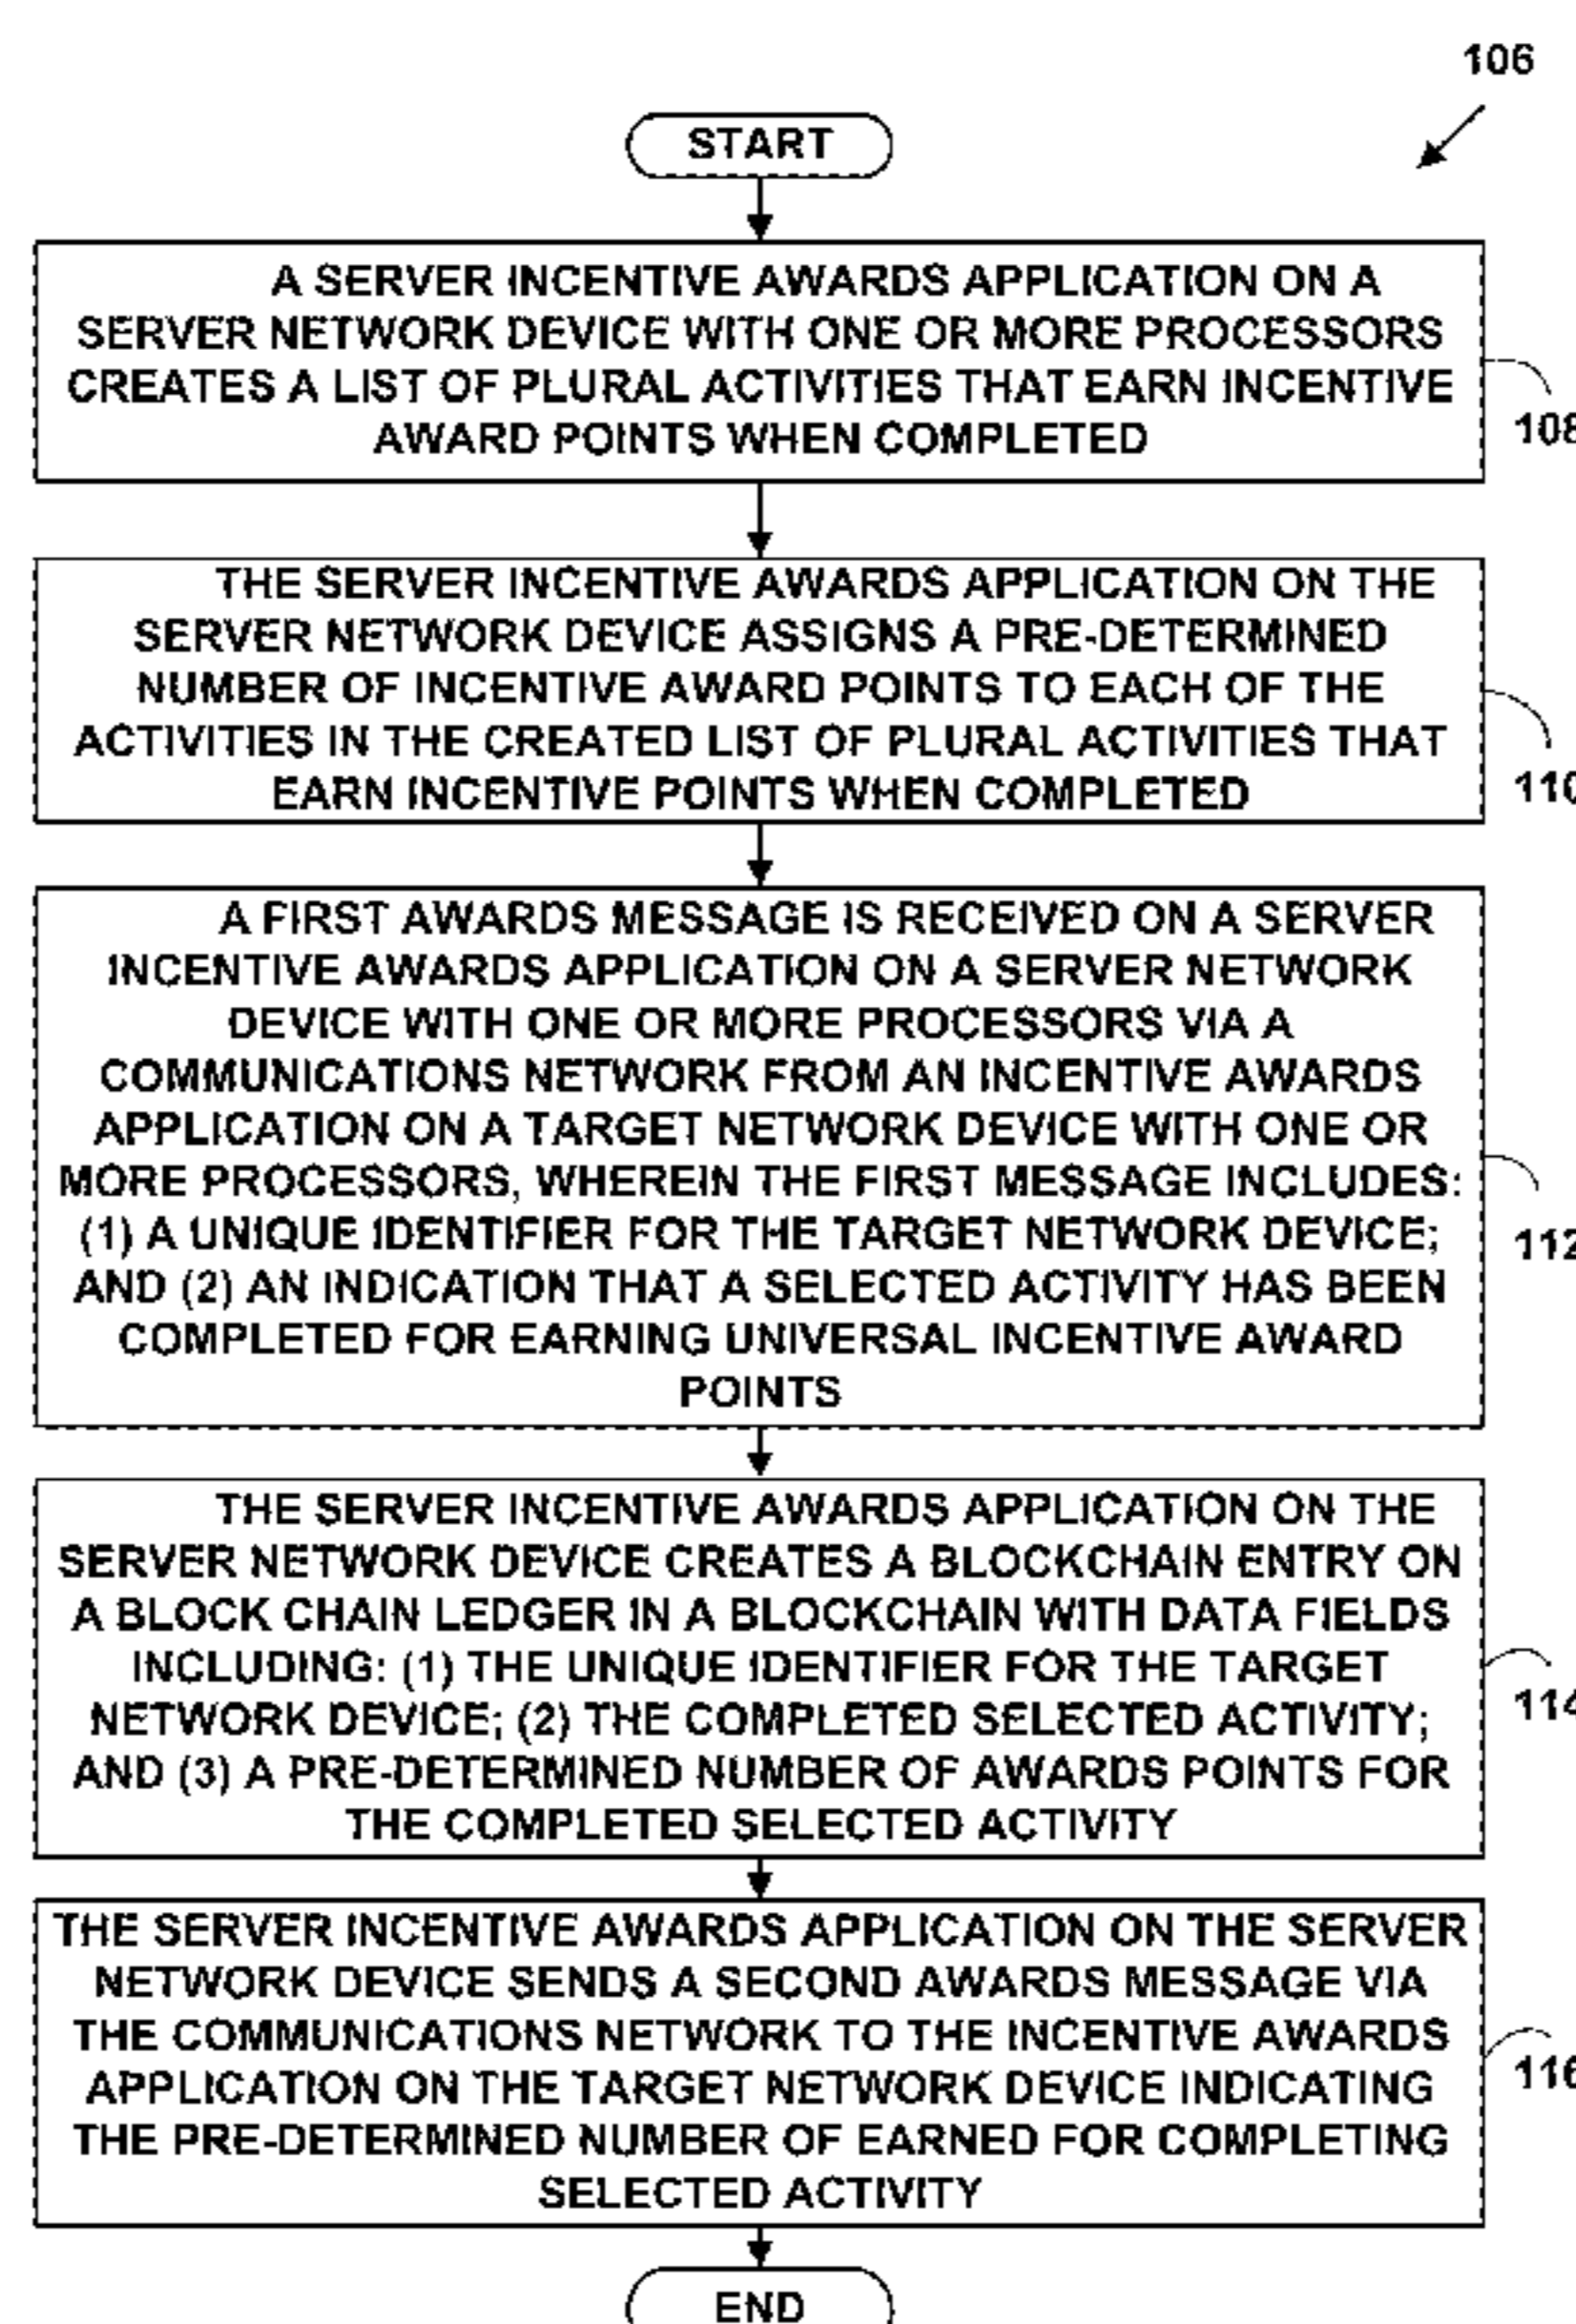 106
START
A SERVER INCENTIVE AWARDS APPLICATION ON A
SERVER NETWORK DEVICE WITH ONE OR MORE PROCESSORS
CREATES A LIST OF PLURAL ACTIVITIES THAT EARN INCENTIVE
AWARD POINTS WHEN COMPLETED
108
THE SERVER INCENTIVE AWARDS APPLICATION ON THE
SERVER NETWORK DEVICE ASSIGNS A PRE-DETERMINED
NUMBER OF INCENTIVE AWARD POINTS TO EACH OF THE
ACTIVITIES IN THE CREATED LIST OF PLURAL ACTIVITIES THAT
EARN INCENTIVE POINTS WHEN COMPLETED
110
A FIRST AWARDS MESSAGE IS RECEIVED ON A SERVER
INCENTIVE AWARDS APPLICATION ON A SERVER NETWORK
DEVICE WITH ONE OR MORE PROCESSORS VIA A
COMMUNICATIONS NETWORK FROM AN INCENTIVE AWARDS
APPLICATION ON A TARGET NETWORK DEVICE WITH ONE OR
MORE PROCESSORS, WHEREIN THE FIRST MESSAGE INCLUDES:
(1) A UNIQUE IDENTIFIER FOR THE TARGET NETWORK DEVICE;
AND (2) AN INDICATION THAT A SELECTED ACTIVITY HAS BEEN
COMPLETED FOR EARNING UNIVERSAL INCENTIVE AWARD
POINTS
112
THE SERVER INCENTIVE AWARDS APPLICATION ON THE
SERVER NETWORK DEVICE CREATES A BLOCKCHAIN ENTRY ON
A BLOCK CHAIN LEDGER IN A BLOCKCHAIN WITH DATA FIELDS
INCLUDING: (1) THE UNIQUE IDENTIFIER FOR THE TARGET
NETWORK DEVICE; (2) THE COMPLETED SELECTED ACTIVITY;
AND (3) A PRE-DETERMINED NUMBER OF AWARDS POINTS FOR
THE COMPLETED SELECTED ACTIVITY
114
THE SERVER INCENTIVE AWARDS APPLICATION ON THE SERVER
NETWORK DEVICE SENDS A SECOND AWARDS MESSAGE VIA
THE COMMUNICATIONS NETWORK TO THE INCENTIVE AWARDS
APPLICATION ON THE TARGET NETWORK DEVICE INDICATING
THE PRE-DETERMINED NUMBER OF EARNED FOR COMPLETING
SELECTED ACTIVITY
116
END